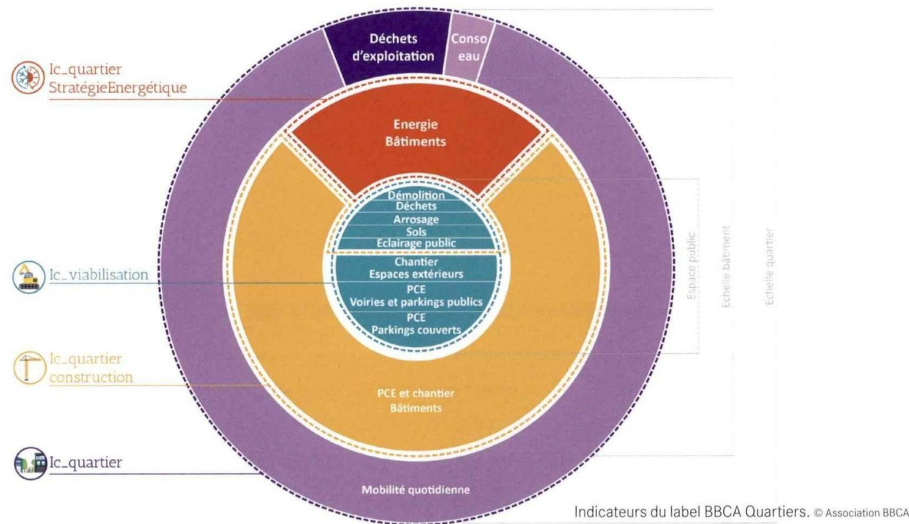 Déchets
d'exploitation
Conso
eau
Ic_quartier
StratégieEnergétique
Energie
Bâtiments
Démolition
Déchets
Arrosage
Sols
Eclairage public
Ic_viabilisation
Chantier
Espaces extérieurs
PCE
Voiries et parkings publics
PCE
Parkings couverts
Espace public
Echelle bâtiment
Echelle quartier
Ic_quartier
construction
PCE et chantier
Bâtiments
Ic_quartier
Mobilité quotidienne
Indicateurs du label BBCA Quartiers. © Association BBCA